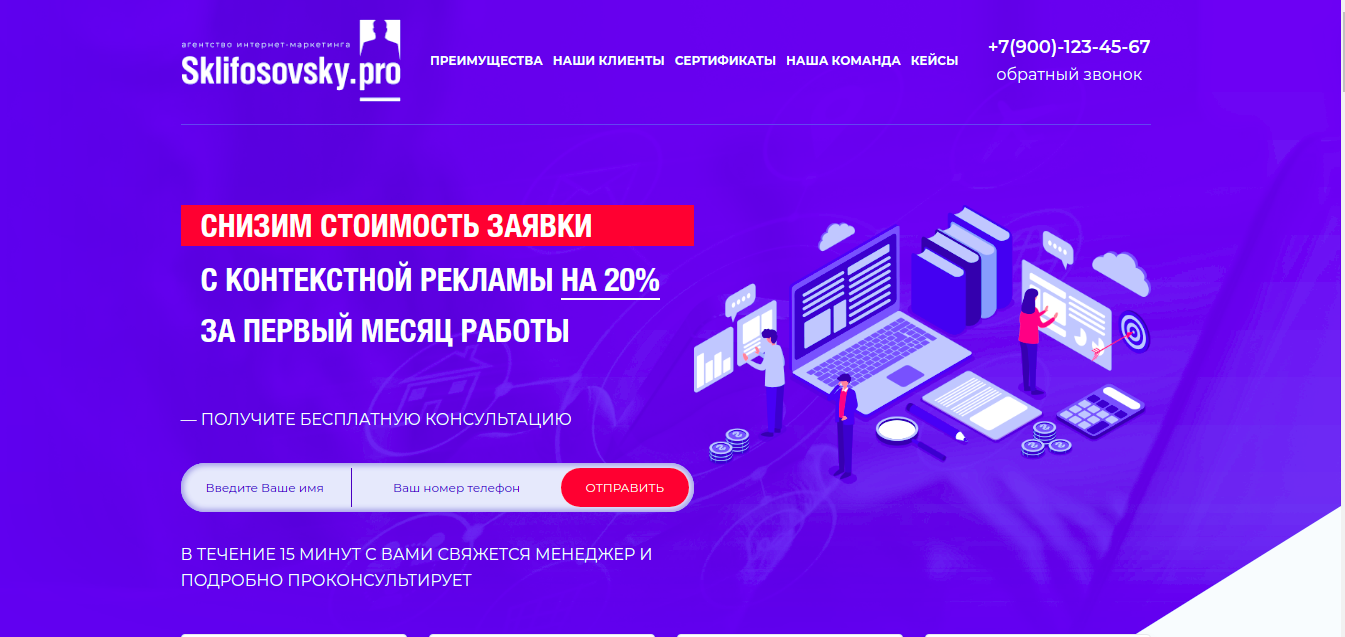 агентство интернет-маркетинга
Sklifosovsky.pro
ПРЕИМУЩЕСТВА НАШИ КЛИЕНТЫ СЕРТИФИКАТЫ НАША КОМАНДА КЕЙСЫ
+7(900)-123-45-67
обратный звонок
СНИЗИМ СТОИМОСТЬ ЗАЯВКИ
С КОНТЕКСТНОЙ РЕКЛАМЫ НА 20%
ЗА ПЕРВЫЙ МЕСЯЦ РАБОТЫ
— ПОЛУЧИТЕ БЕСПЛАТНУЮ КОНСУЛЬТАЦИЮ
Введите Ваше имя Ваш номер телефон ОТПРАВИТЬ
В ТЕЧЕНИЕ 15 МИНУТ С ВАМИ СВЯЖЕТСЯ МЕНЕДЖЕР И
ПОДРОБНО ПРОКОНСУЛЬТИРУЕТ